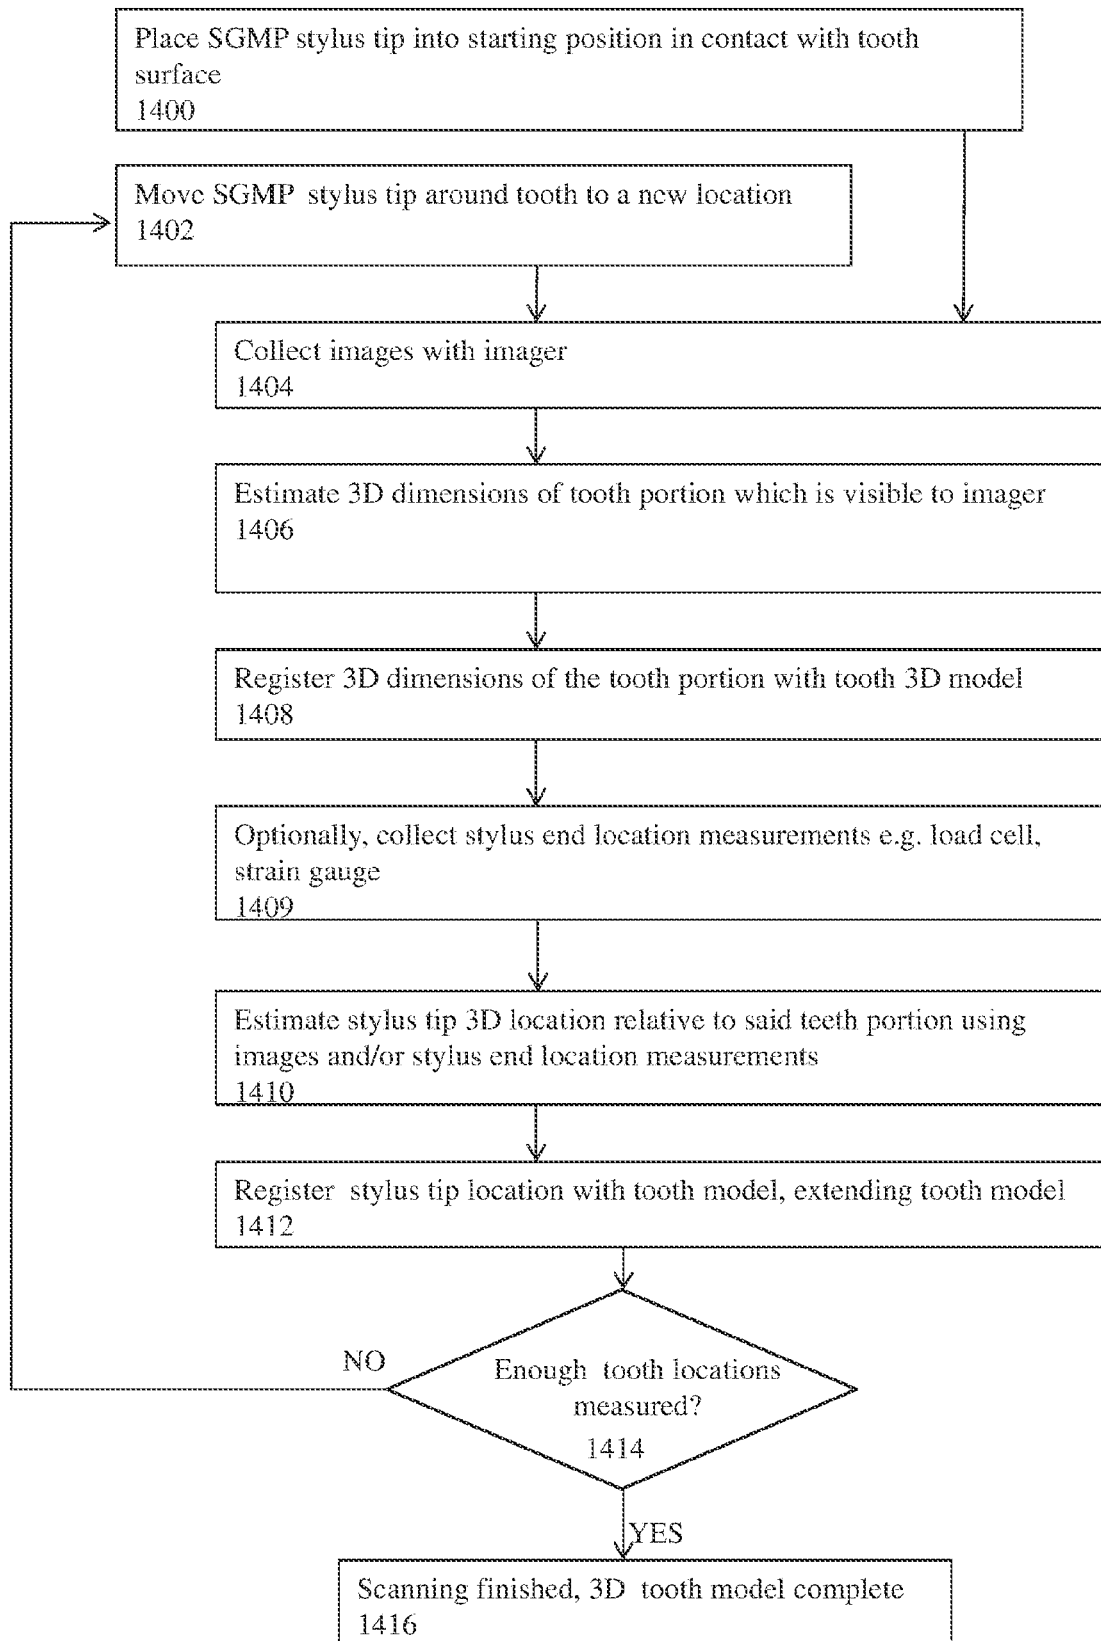 Place SGMP stylus tip into starting position in contact with tooth
surface
1400
Move SGMP stylus tip around tooth to a new location
1402
Collect images with imager
1404
Estimate 3D dimensions of tooth portion which is visible to imager
1406
Register 3D dimensions of the tooth portion with tooth 3D model
1408
Optionally, collect stylus end location measurements e.g. load cell,
strain gauge
1409
Estimate stylus tip 3D location relative to said teeth portion using
images and/or stylus end location measurements
1410
Register stylus tip location with tooth model, extending tooth model
1412
NO
Enough tooth locations
measured?
1414
YES
Scanning finished, 3D tooth model complete
1416